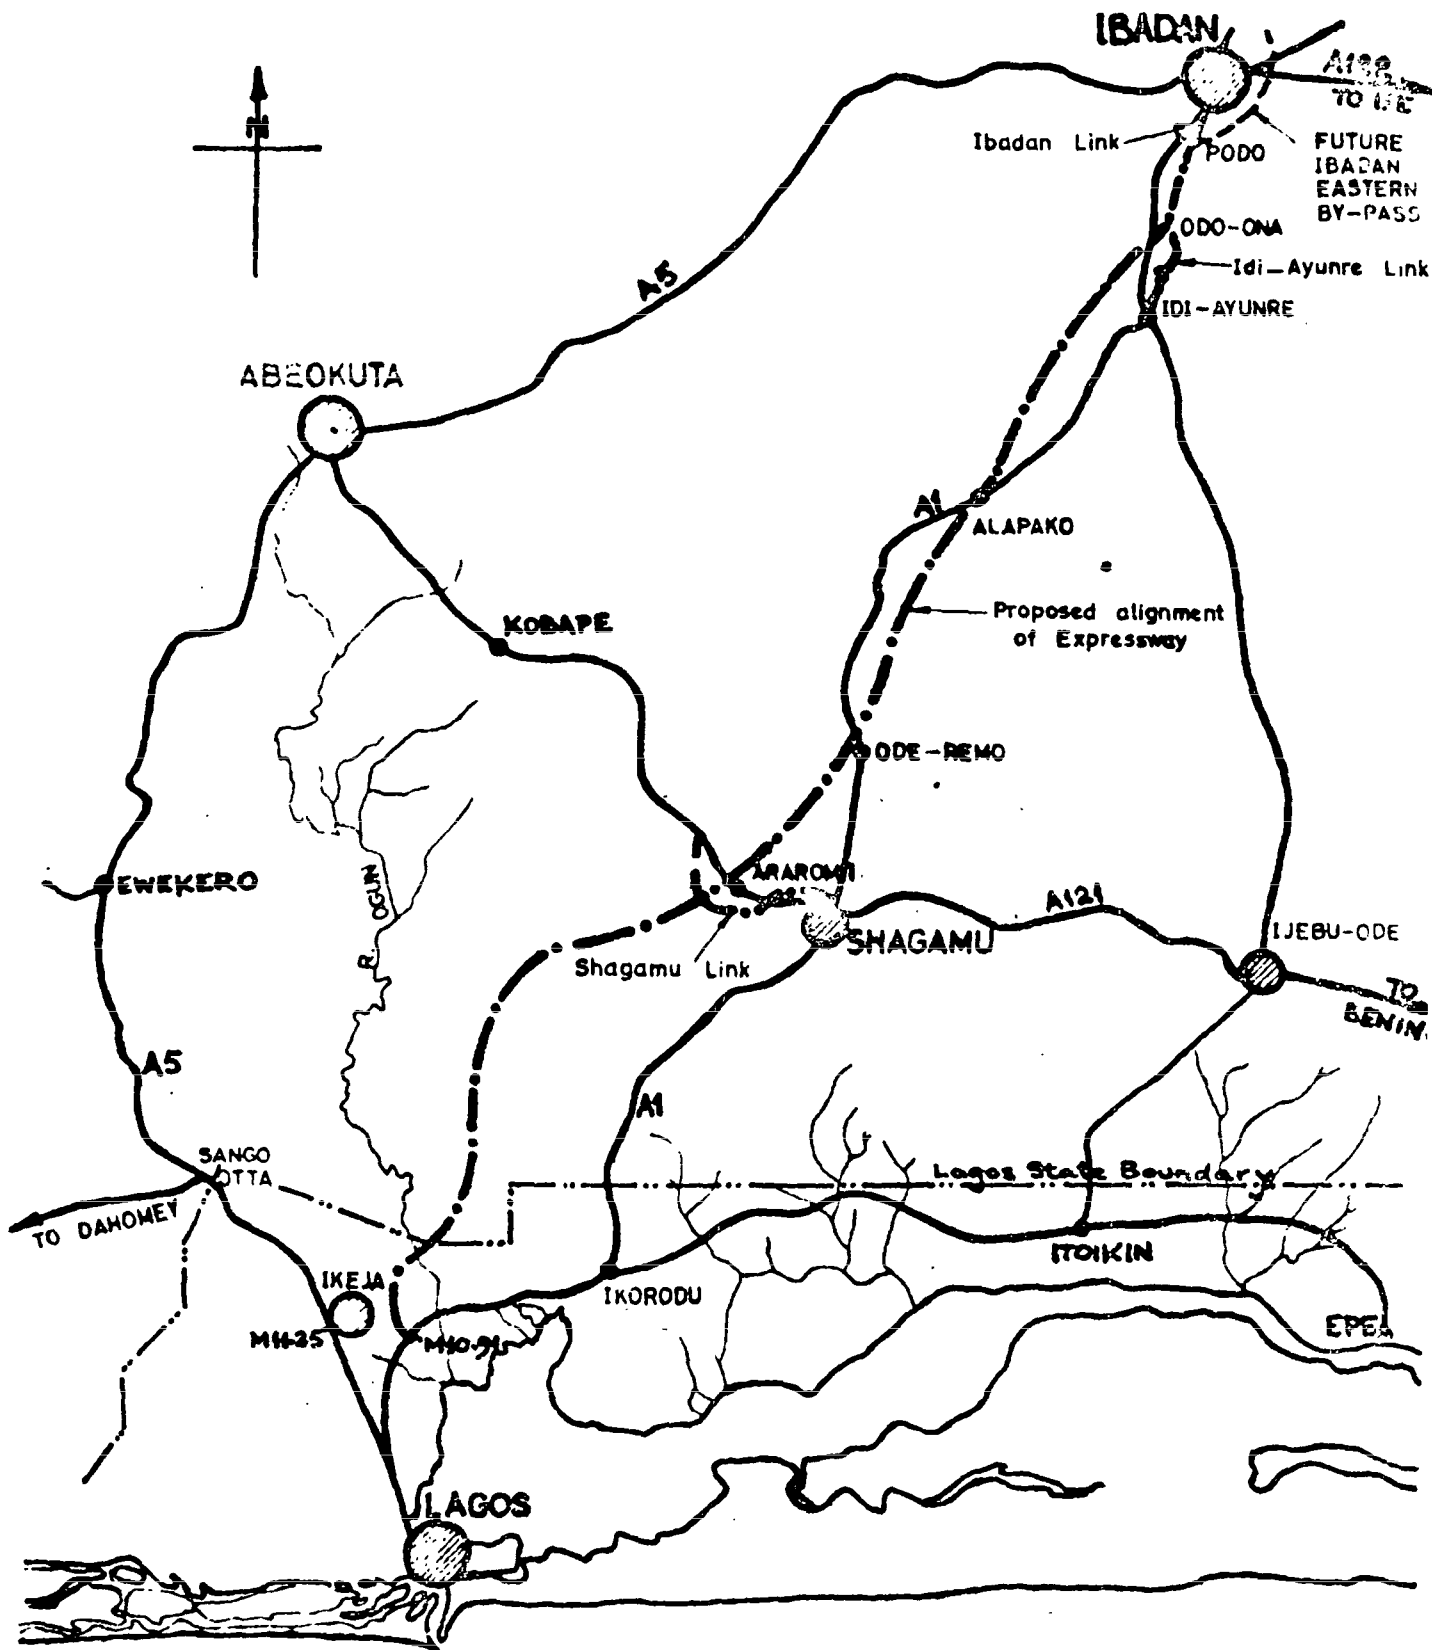 IBADAN
N
TO IFE
Ibadan Link
PODO
FUTURE
IBADAN
EASTERN
BY-PASS
ODO-ONA
A5
Idi-Ayunre Link
IDI-AYUNRE
ABEOKUTA
A1
ALAPAKO
Proposed alignment
of Expressway
KOBAPE
ODE-REMO
EWEKERO
R. OGUN
ARAROMI
A121
SHAGAMU
IJEBU-ODE
Shagamu Link
TO
BENIN
A5
A1
SANGO
OTTA
Lagos State Boundary
TO DAHOMEY
ITOIKIN
IKEJA
IKORODU
EPE
M11.25
LAGOS